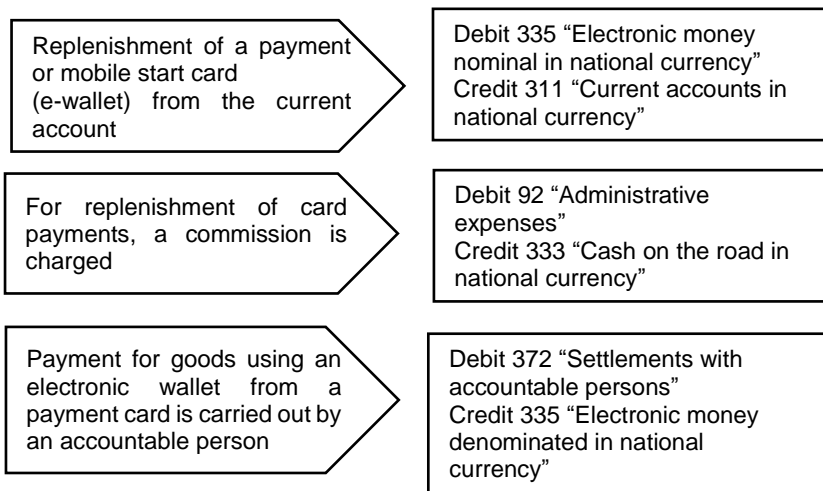 Replenishment of a payment
or mobile start card
(e-wallet) from the current
account
Debit 335 “Electronic money
nominal in national currency”
Credit 311 “Current accounts in
national currency”
For replenishment of card
payments, a commission is
charged
Debit 92 “Administrative
expenses”
Credit 333 “Cash on the road in
national currency”
Payment for goods using an
electronic wallet from a
payment card is carried out by
an accountable person
Debit 372 “Settlements with
accountable persons”
Credit 335 “Electronic money
denominated in national
currency”